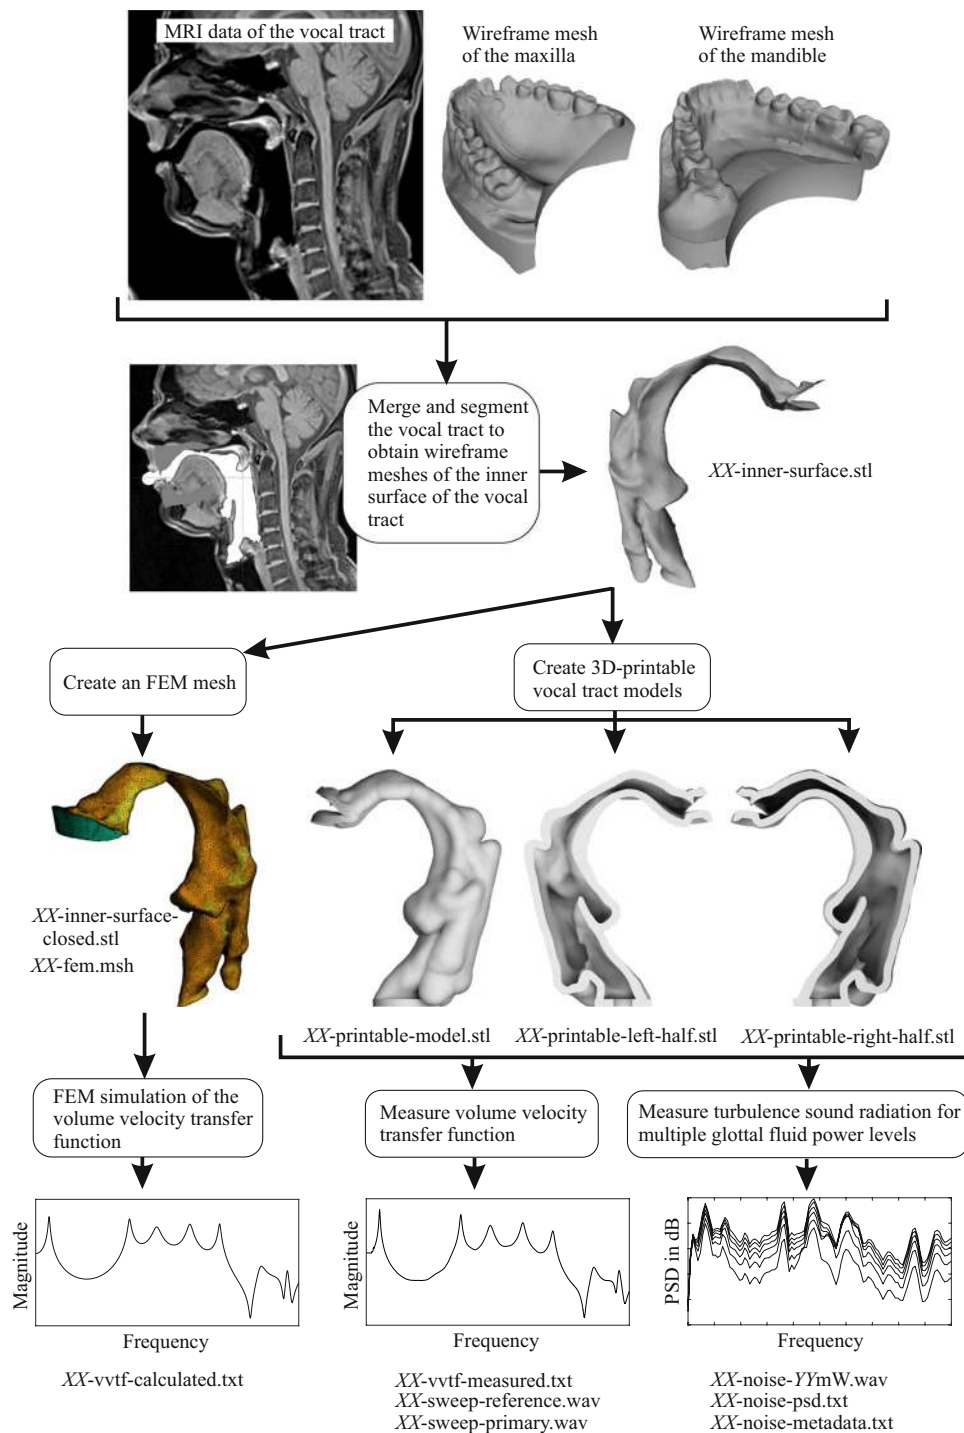 MRI data of the vocal tract
Wireframe mesh
of the maxilla
Wireframe mesh
of the mandible
Merge and segment
the vocal tract to
obtain wireframe
meshes of the inner
surface of the vocal
tract
XX-inner-surface.stl
Create an FEM mesh
Create 3D-printable
vocal tract models
XX-inner-surface-
closed.stl
XX-fem.msh
XX-printable-model.stl
XX-printable-left-half.stl
XX-printable-right-half.stl
FEM simulation of the
volume velocity transfer
function
Measure volume velocity
transfer function
Measure turbulence sound radiation for
multiple glottal fluid power levels
Magnitude
Frequency
Magnitude
Frequency
PSD in dB
Frequency
XX-vvtf-calculated.txt
XX-vvtf-measured.txt
XX-sweep-reference.wav
XX-sweep-primary.wav
XX-noise-YYmW.wav
XX-noise-psd.txt
XX-noise-metadata.txt